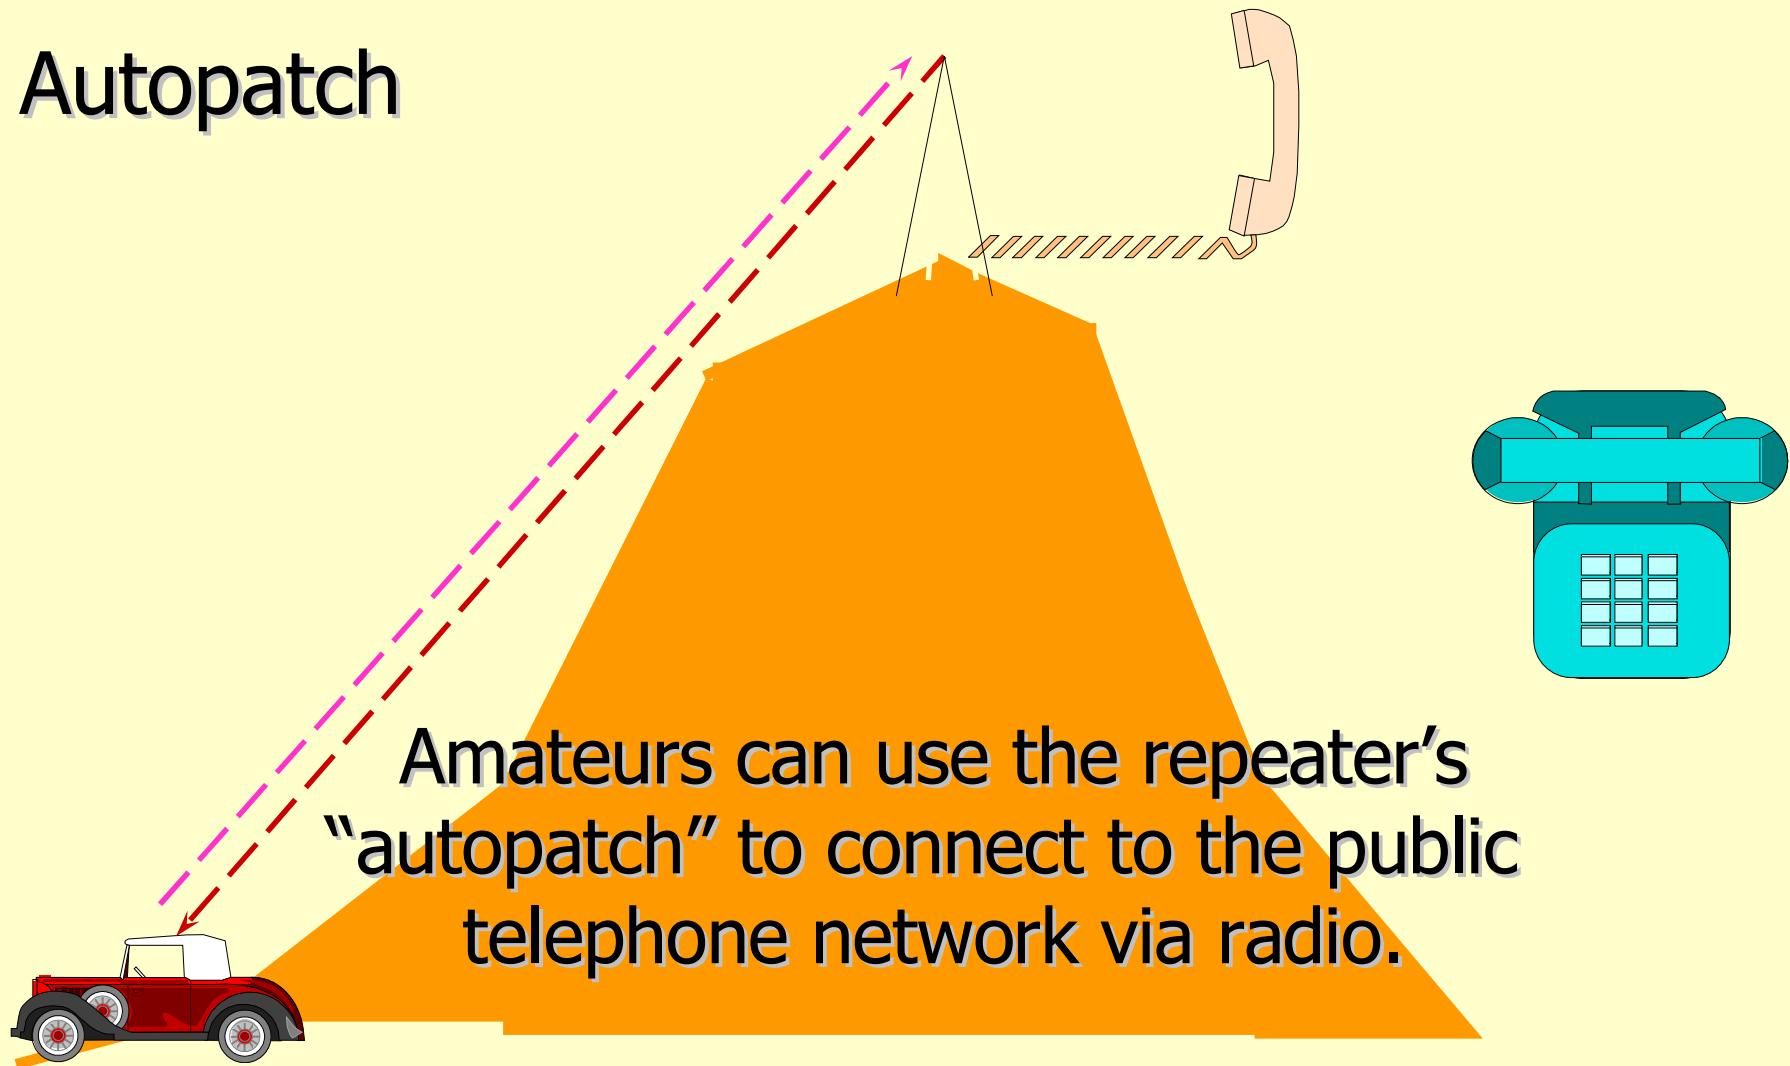 Autopatch
Amateurs can use the repeater’s
“autopatch” to connect to the public
telephone network via radio.